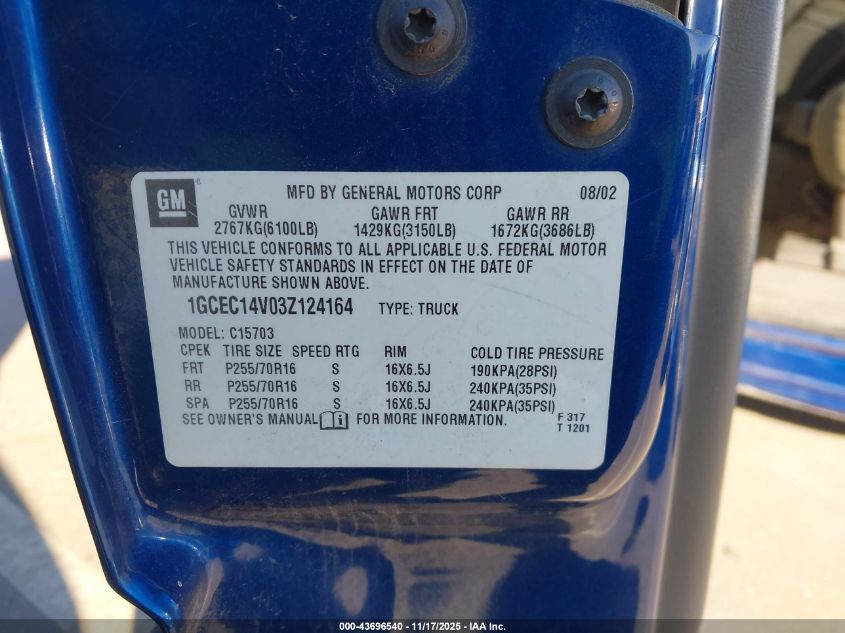 GM
MFD BY GENERAL MOTORS CORP 08/02
GVWR GAWR FRT GAWR RR
2767KG(6100LB) 1429KG(3150LB) 1672KG(3686LB)
THIS VEHICLE CONFORMS TO ALL APPLICABLE U.S. FEDERAL MOTOR
VEHICLE SAFETY STANDARDS IN EFFECT ON THE DATE OF
MANUFACTURE SHOWN ABOVE.
1GCEC14V03Z124164 TYPE: TRUCK
MODEL: C15703
CPEK TIRE SIZE SPEED RTG RIM COLD TIRE PRESSURE
FRT P255/70R16 S 16X6.5J 190KPA(28PSI)
RR P255/70R16 S 16X6.5J 240KPA(35PSI)
SPA P255/70R16 S 16X6.5J 240KPA(35PSI)
SEE OWNER'S MANUAL i FOR MORE INFORMATION.
F 317
T 1201
000-43696540 - 11/17/2025 - IAA Inc.